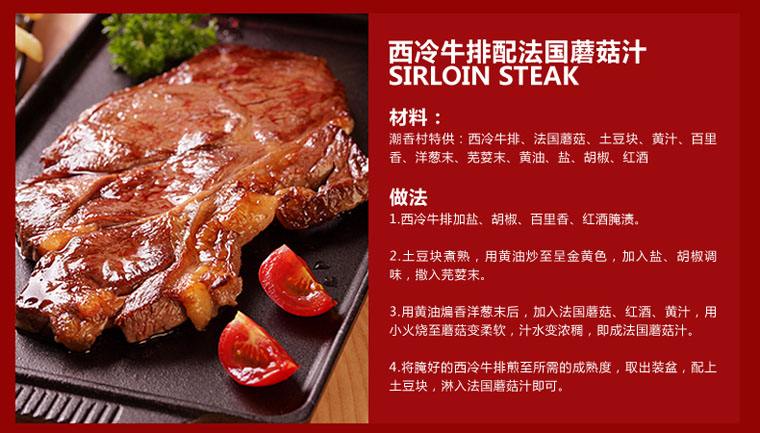 西冷牛排配法国蘑菇汁
SIRLOIN STEAK
材料：
潮香村特供：西冷牛排、法国蘑菇、土豆块、黄汁、百里
香、洋葱末、芫荽末、黄油、盐、胡椒、红酒
做法
1.西冷牛排加盐、胡椒、百里香、红酒腌渍。
2.土豆块煮熟，用黄油炒至呈金黄色，加入盐、胡椒调
味，撒入芫荽末。
3.用黄油煸香洋葱末后，加入法国蘑菇、红酒、黄汁，用
小火烧至蘑菇变柔软，汁水变浓稠，即成法国蘑菇汁。
4.将腌好的西冷牛排煎至所需的成熟度，取出装盆，配上
土豆块，淋入法国蘑菇汁即可。